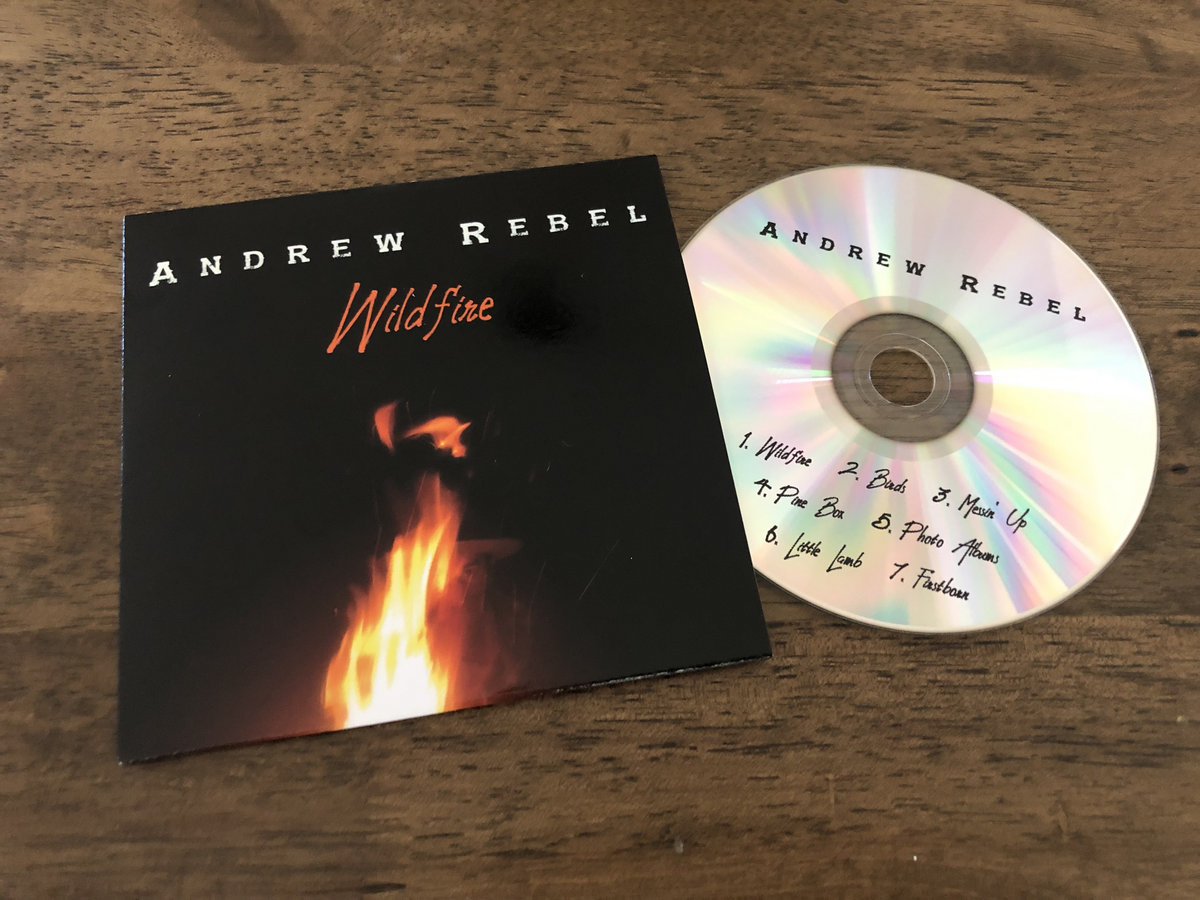 ANDREW REBEL
Wildfire
ANDREW REBEL
1. Wildfire 2. Birds 3. Messin' Up
4. Pine Box 5. Photo Albums
6. Little Lamb 7. Firstborn